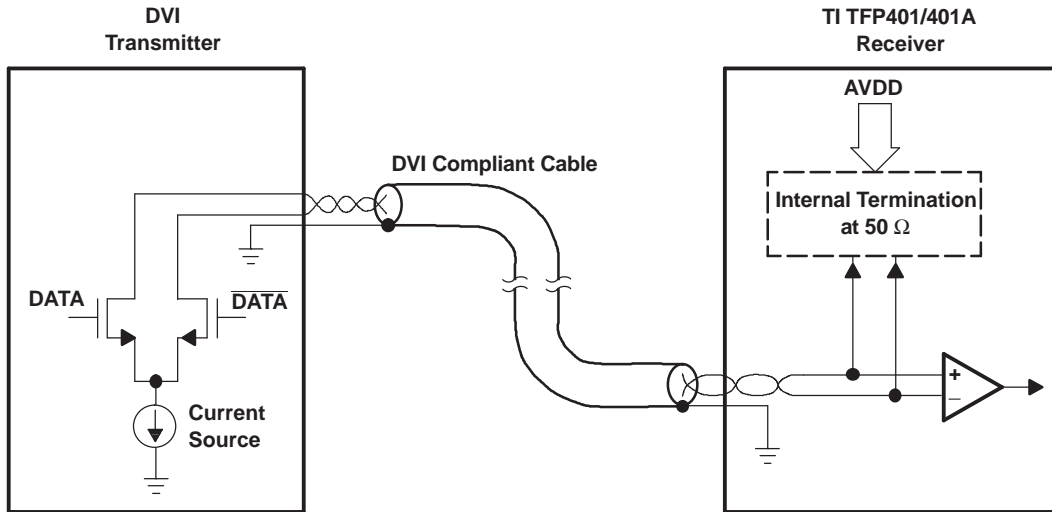 DVI
Transmitter
TI TFP401/401A
Receiver
AVDD
DVI Compliant Cable
Internal Termination
at 50 Ω
DATA
DATA
+
−
Current
Source